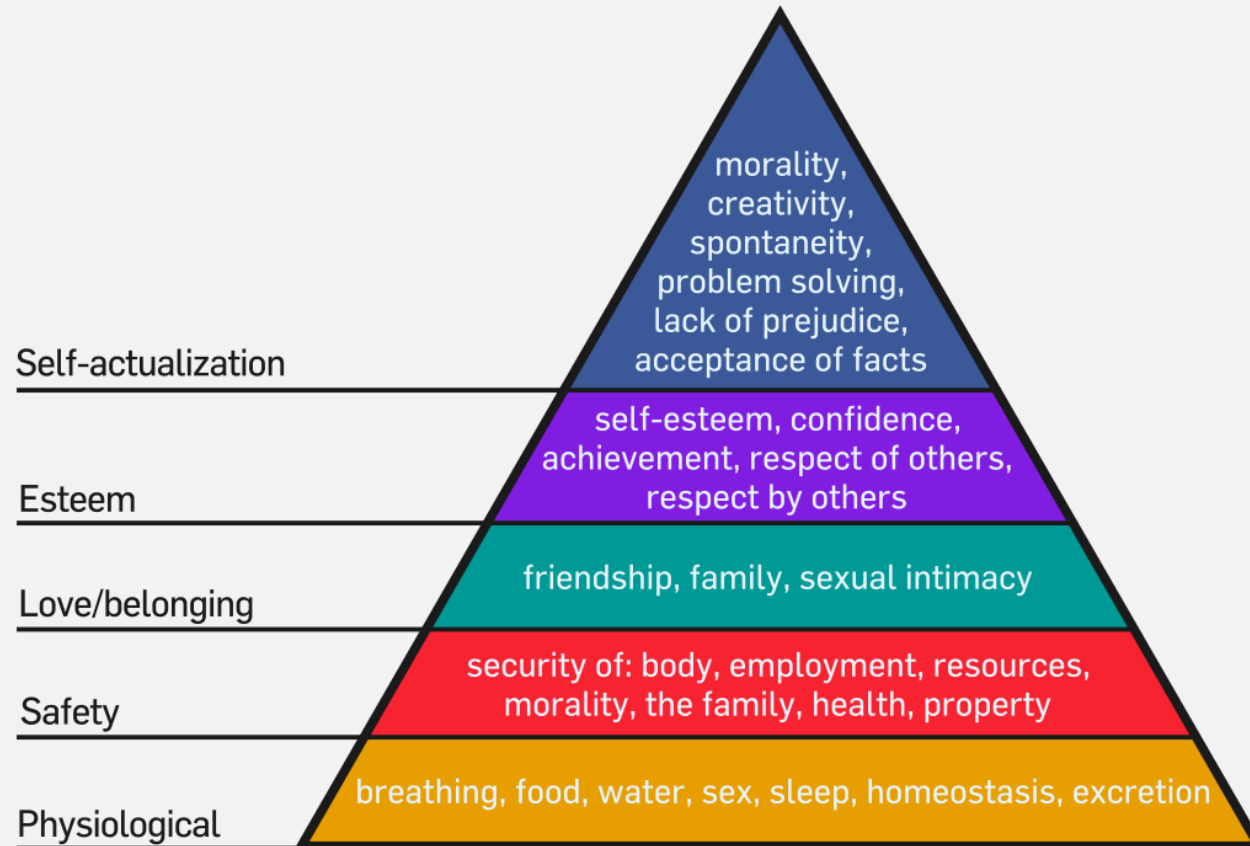 morality,
creativity,
spontaneity,
problem solving,
lack of prejudice,
acceptance of facts
Self-actualization
self-esteem, confidence,
achievement, respect of others,
respect by others
Esteem
friendship, family, sexual intimacy
Love/belonging
security of: body, employment, resources,
morality, the family, health, property
Safety
breathing, food, water, sex, sleep, homeostasis, excretion
Physiological